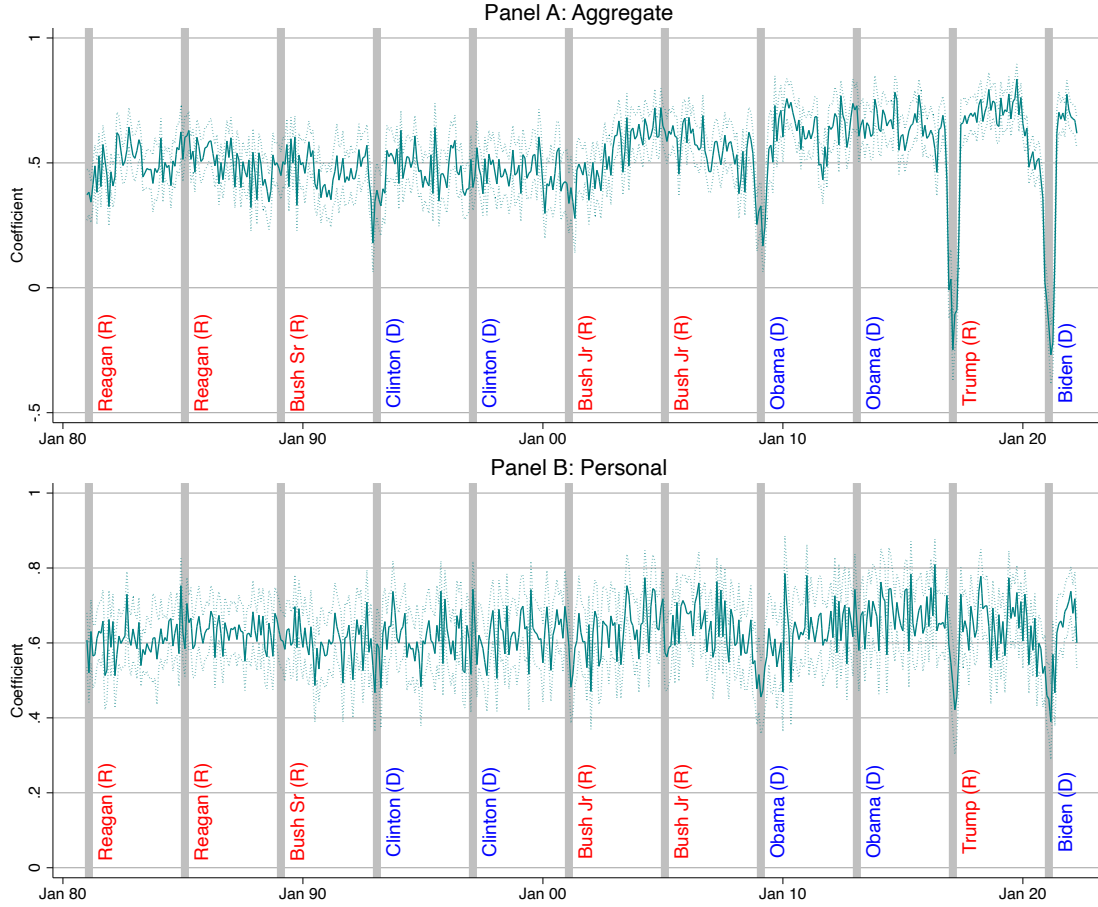 Panel A: Aggregate
1
.5
0
-.5
Coefficient
Reagan (R)
Reagan (R)
Bush Sr (R)
Clinton (D)
Clinton (D)
Bush Jr (R)
Bush Jr (R)
Obama (D)
Obama (D)
Trump (R)
Biden (D)
Jan 80
Jan 90
Jan 00
Jan 10
Jan 20
Panel B: Personal
1
.8
.6
.4
.2
0
Coefficient
Reagan (R)
Reagan (R)
Bush Sr (R)
Clinton (D)
Clinton (D)
Bush Jr (R)
Bush Jr (R)
Obama (D)
Obama (D)
Trump (R)
Biden (D)
Jan 80
Jan 90
Jan 00
Jan 10
Jan 20